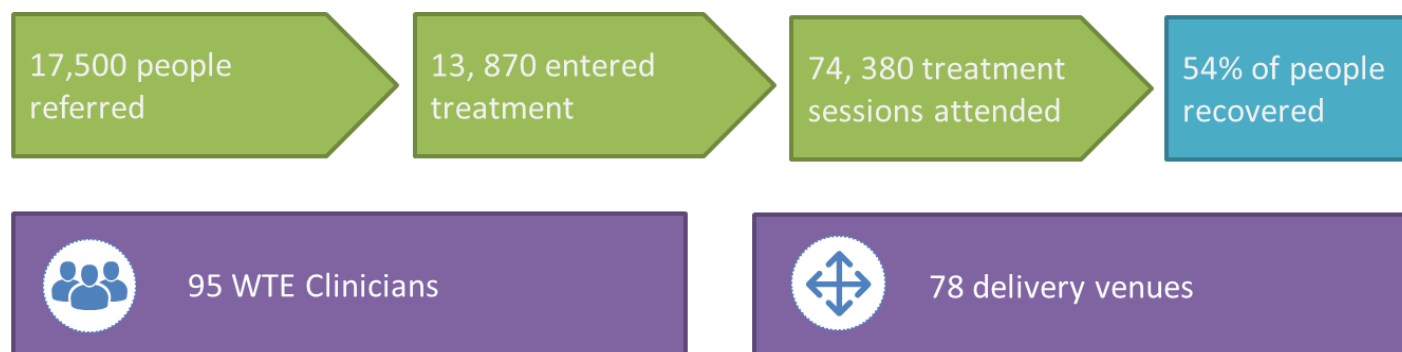 17,500 people
referred
13, 870 entered
treatment
74, 380 treatment
sessions attended
54% of people
recovered
95 WTE Clinicians
78 delivery venues